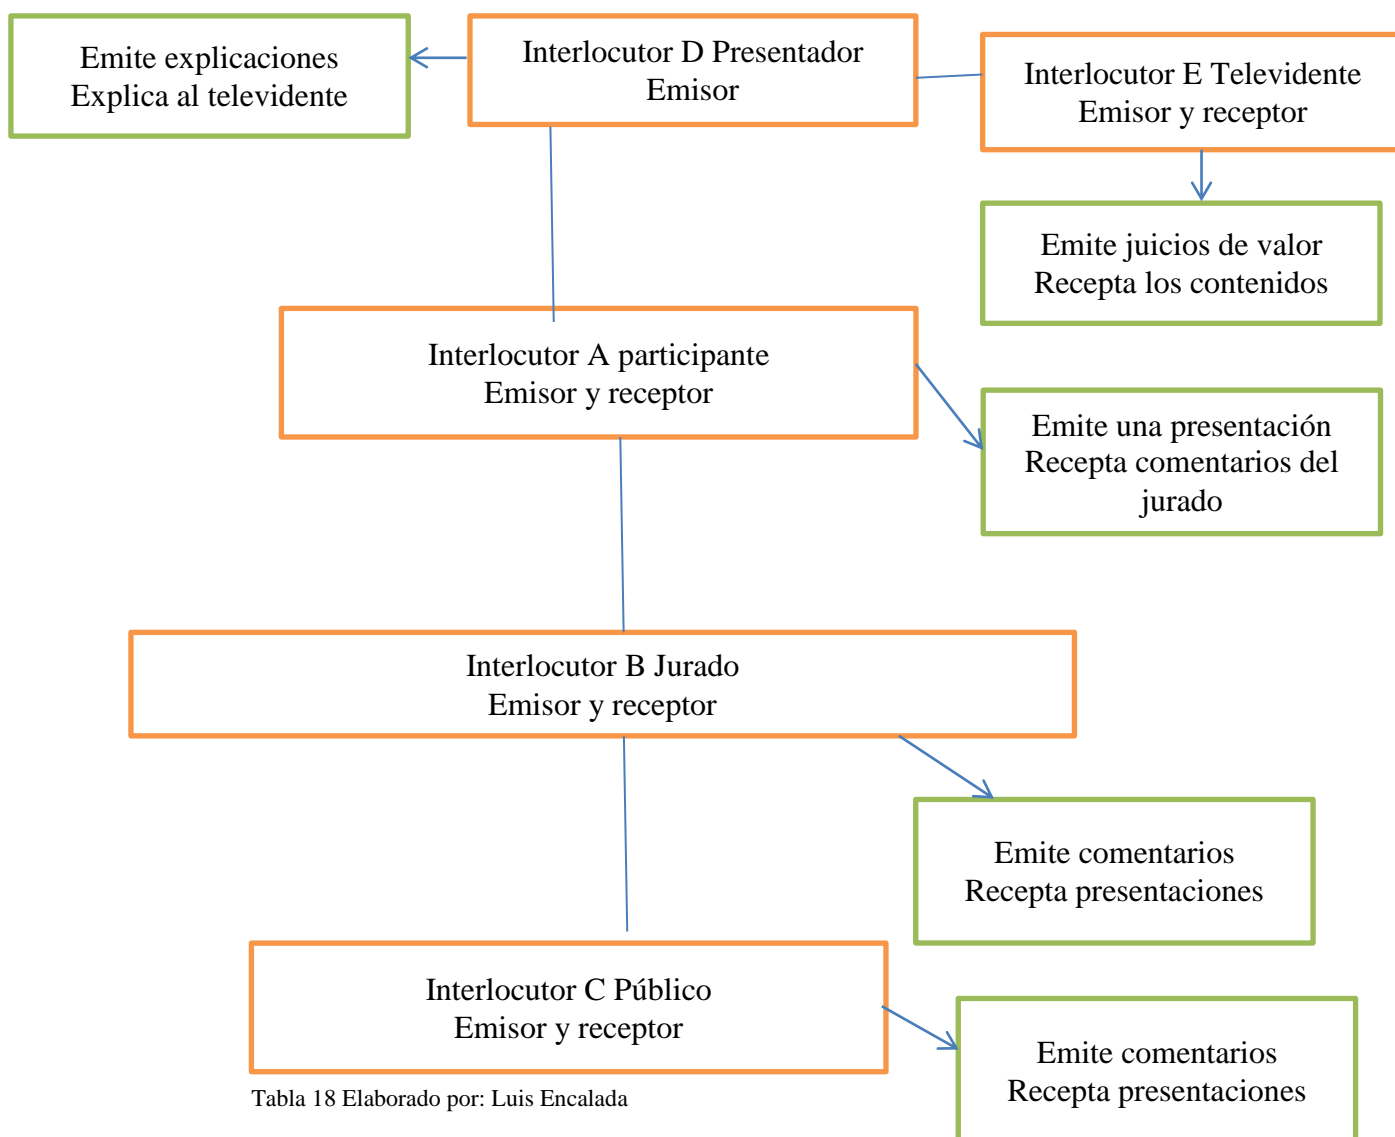 Emite explicaciones
Explica al televidente
Interlocutor D Presentador
Emisor
Interlocutor E Televidente
Emisor y receptor
Emite juicios de valor
Recepta los contenidos
Interlocutor A participante
Emisor y receptor
Emite una presentación
Recepta comentarios del
jurado
Interlocutor B Jurado
Emisor y receptor
Emite comentarios
Recepta presentaciones
Interlocutor C Público
Emisor y receptor
Emite comentarios
Recepta presentaciones
Tabla 18 Elaborado por: Luis Encalada